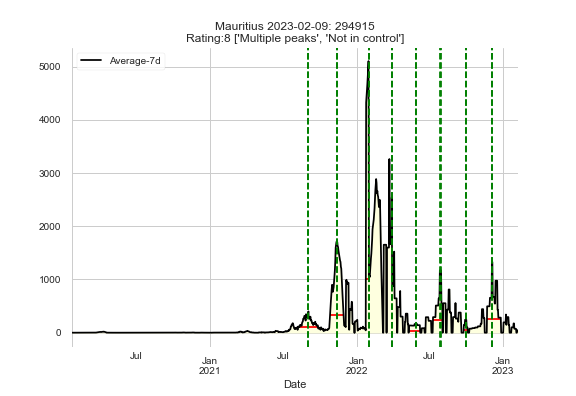 Mauritius 2023-02-09: 294915
Rating:8 ['Multiple peaks', 'Not in control']
Average-7d
5000
4000
3000
2000
1000
0
Jul
Jan
2021
Jul
Jan
2022
Jul
Jan
2023
Date